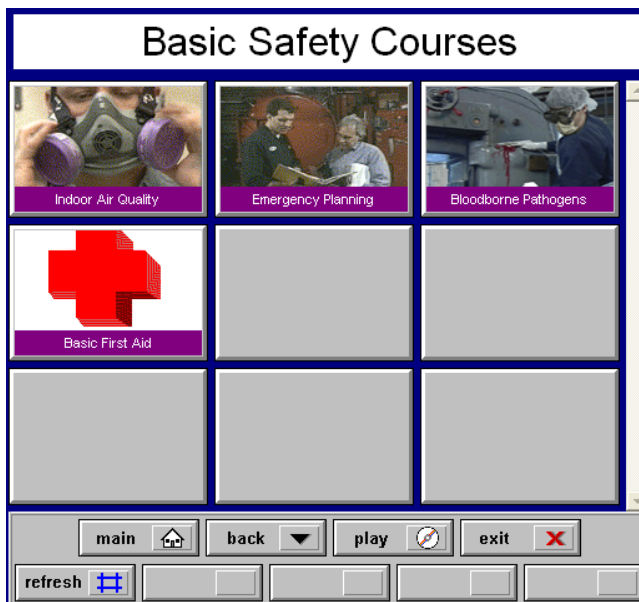 Basic Safety Courses
Indoor Air Quality
Emergency Planning
Bloodborne Pathogens
Basic First Aid
main
back
play
exit
refresh